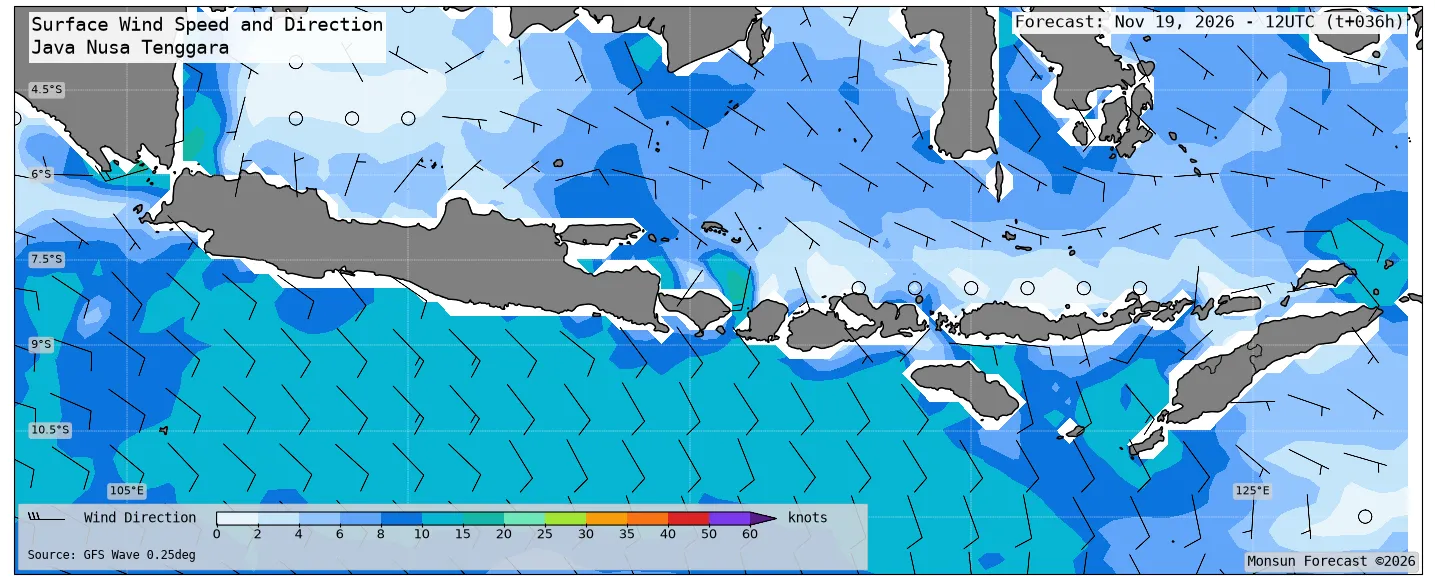 Surface Wind Speed and Direction
Java Nusa Tenggara
Forecast: Nov 19, 2026 - 12UTC (t+036h)
4.5°S
6°S
7.5°S
9°S
10.5°S
105°E
125°E
Wind Direction
knots
0 2 4 6 8 10 15 20 25 30 35 40 50 60
Source: GFS Wave 0.25deg
Monsun Forecast ©2026